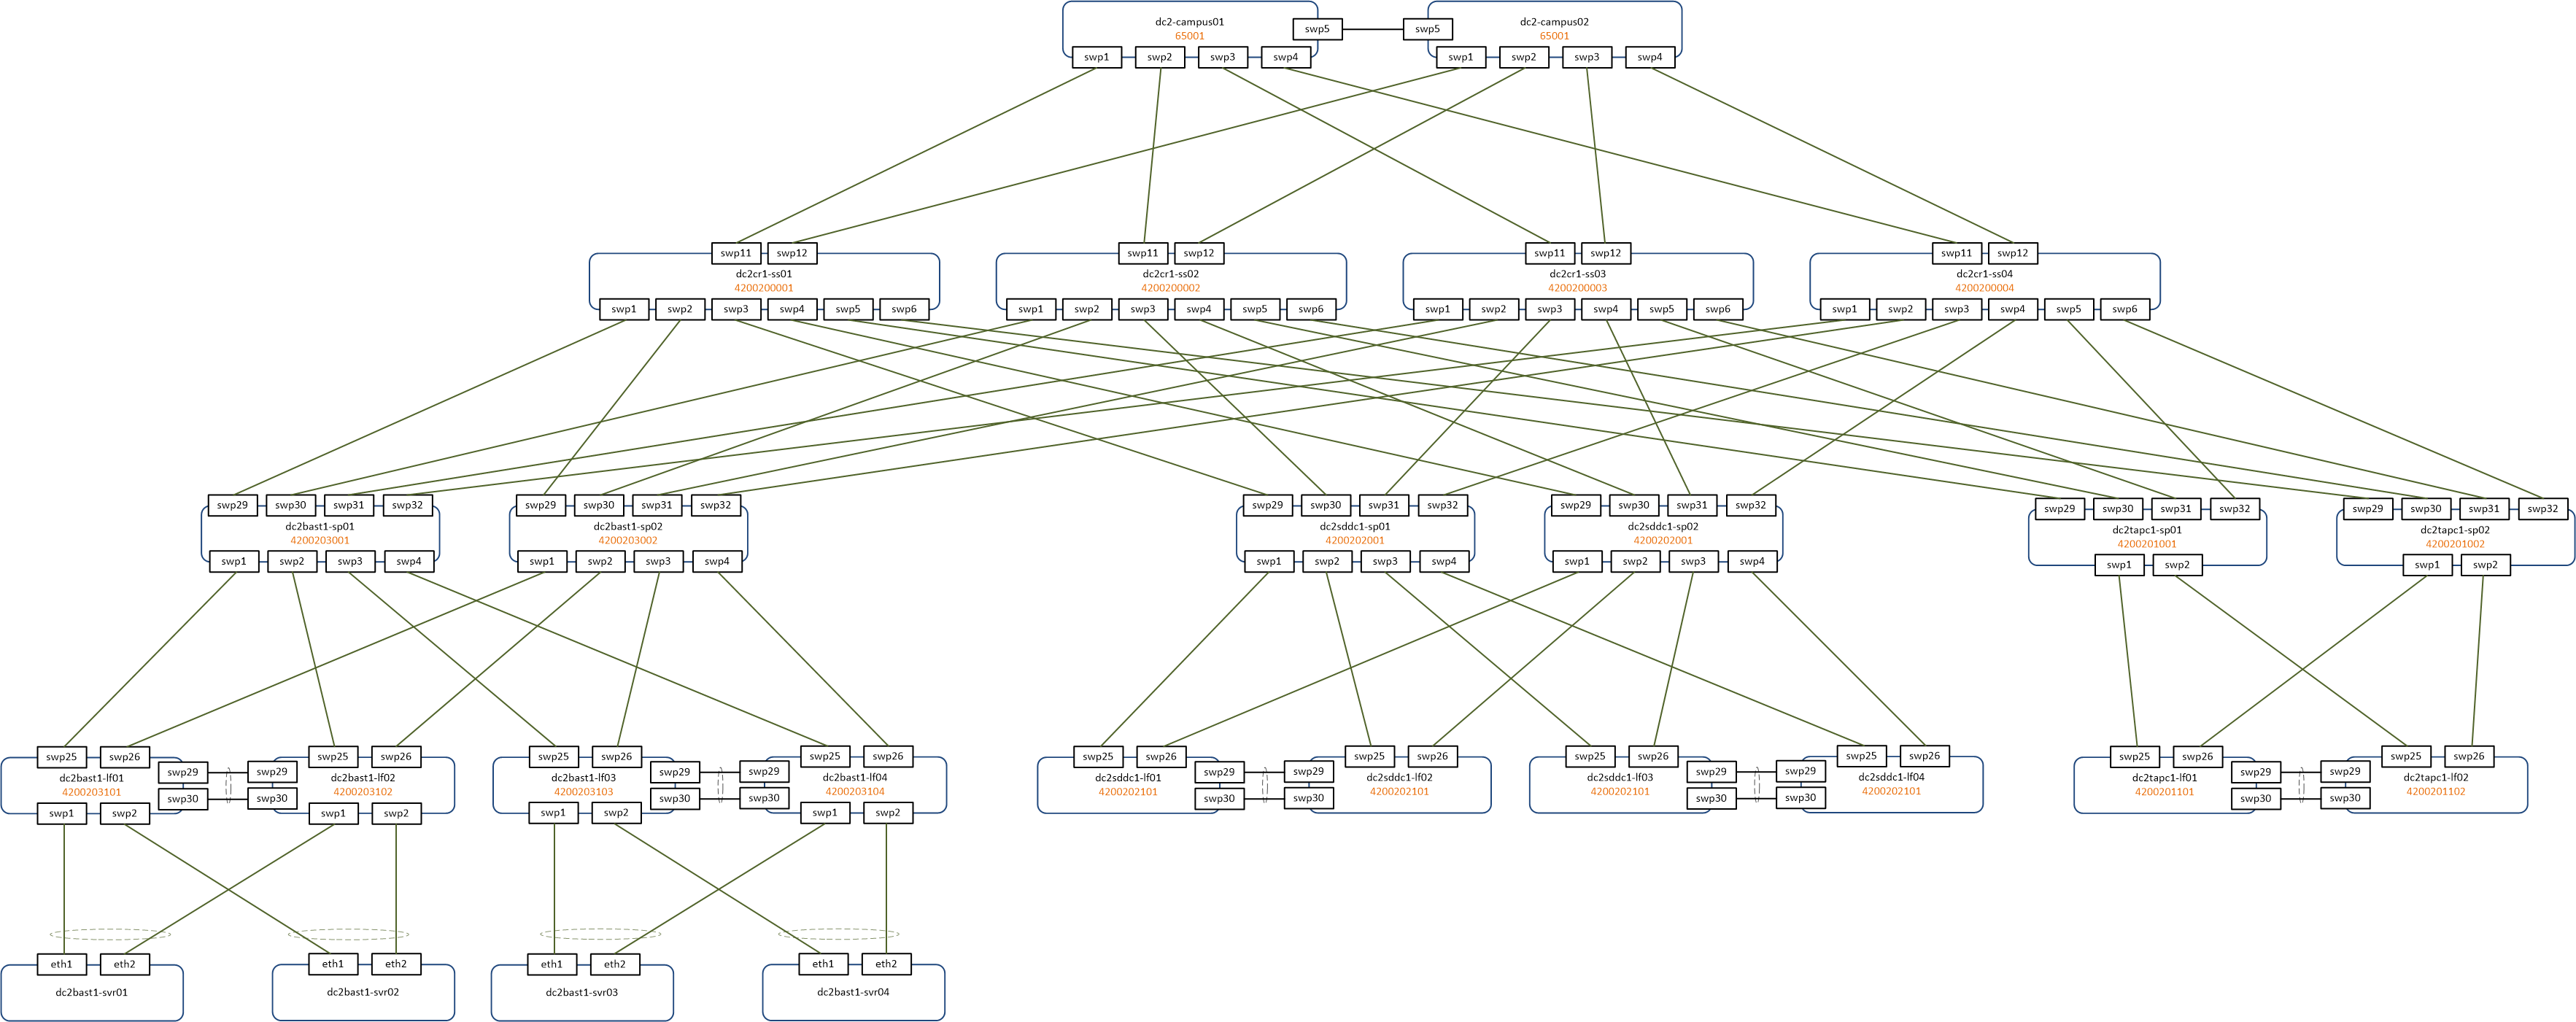 dc2-campus01
65001
swp5
swp5
dc2-campus02
65001
swp1 swp2 swp3 swp4
swp1 swp2 swp3 swp4
swp11 swp12
swp11 swp12
swp11 swp12
swp11 swp12
dc2cr1-ss01
4200200001
dc2cr1-ss02
4200200002
dc2cr1-ss03
4200200003
dc2cr1-ss04
4200200004
swp1 swp2 swp3 swp4 swp5 swp6
swp1 swp2 swp3 swp4 swp5 swp6
swp1 swp2 swp3 swp4 swp5 swp6
swp1 swp2 swp3 swp4 swp5 swp6
swp29 swp30 swp31 swp32
dc2bast1-sp01
4200203001
swp1 swp2 swp3 swp4
swp29 swp30 swp31 swp32
dc2bast1-sp02
4200203002
swp1 swp2 swp3 swp4
swp29 swp30 swp31 swp32
dc2sddc1-sp01
4200202001
swp1 swp2 swp3 swp4
swp29 swp30 swp31 swp32
dc2sddc1-sp02
4200202001
swp1 swp2 swp3 swp4
swp29 swp30 swp31 swp32
dc2tapc1-sp01
4200201001
swp1 swp2
swp29 swp30 swp31 swp32
dc2tapc1-sp02
4200201002
swp1 swp2
swp25 swp26
dc2bast1-lf01
4200203101
swp29
swp30
swp1 swp2
swp25 swp26
swp29
swp30
dc2bast1-lf02
4200203102
swp1 swp2
swp25 swp26
dc2bast1-lf03
4200203103
swp29
swp30
swp1 swp2
swp25 swp26
swp29
swp30
dc2bast1-lf04
4200203104
swp1 swp2
swp25 swp26
dc2sddc1-lf01
4200202101
swp29
swp30
swp25 swp26
swp29
swp30
dc2sddc1-lf02
4200202101
swp25 swp26
dc2sddc1-lf03
4200202101
swp29
swp30
swp25 swp26
swp29
swp30
dc2sddc1-lf04
4200202101
swp25 swp26
dc2tapc1-lf01
4200201101
swp29
swp30
swp25 swp26
swp29
swp30
dc2tapc1-lf02
4200201102
eth1 eth2
dc2bast1-svr01
eth1 eth2
dc2bast1-svr02
eth1 eth2
dc2bast1-svr03
eth1 eth2
dc2bast1-svr04